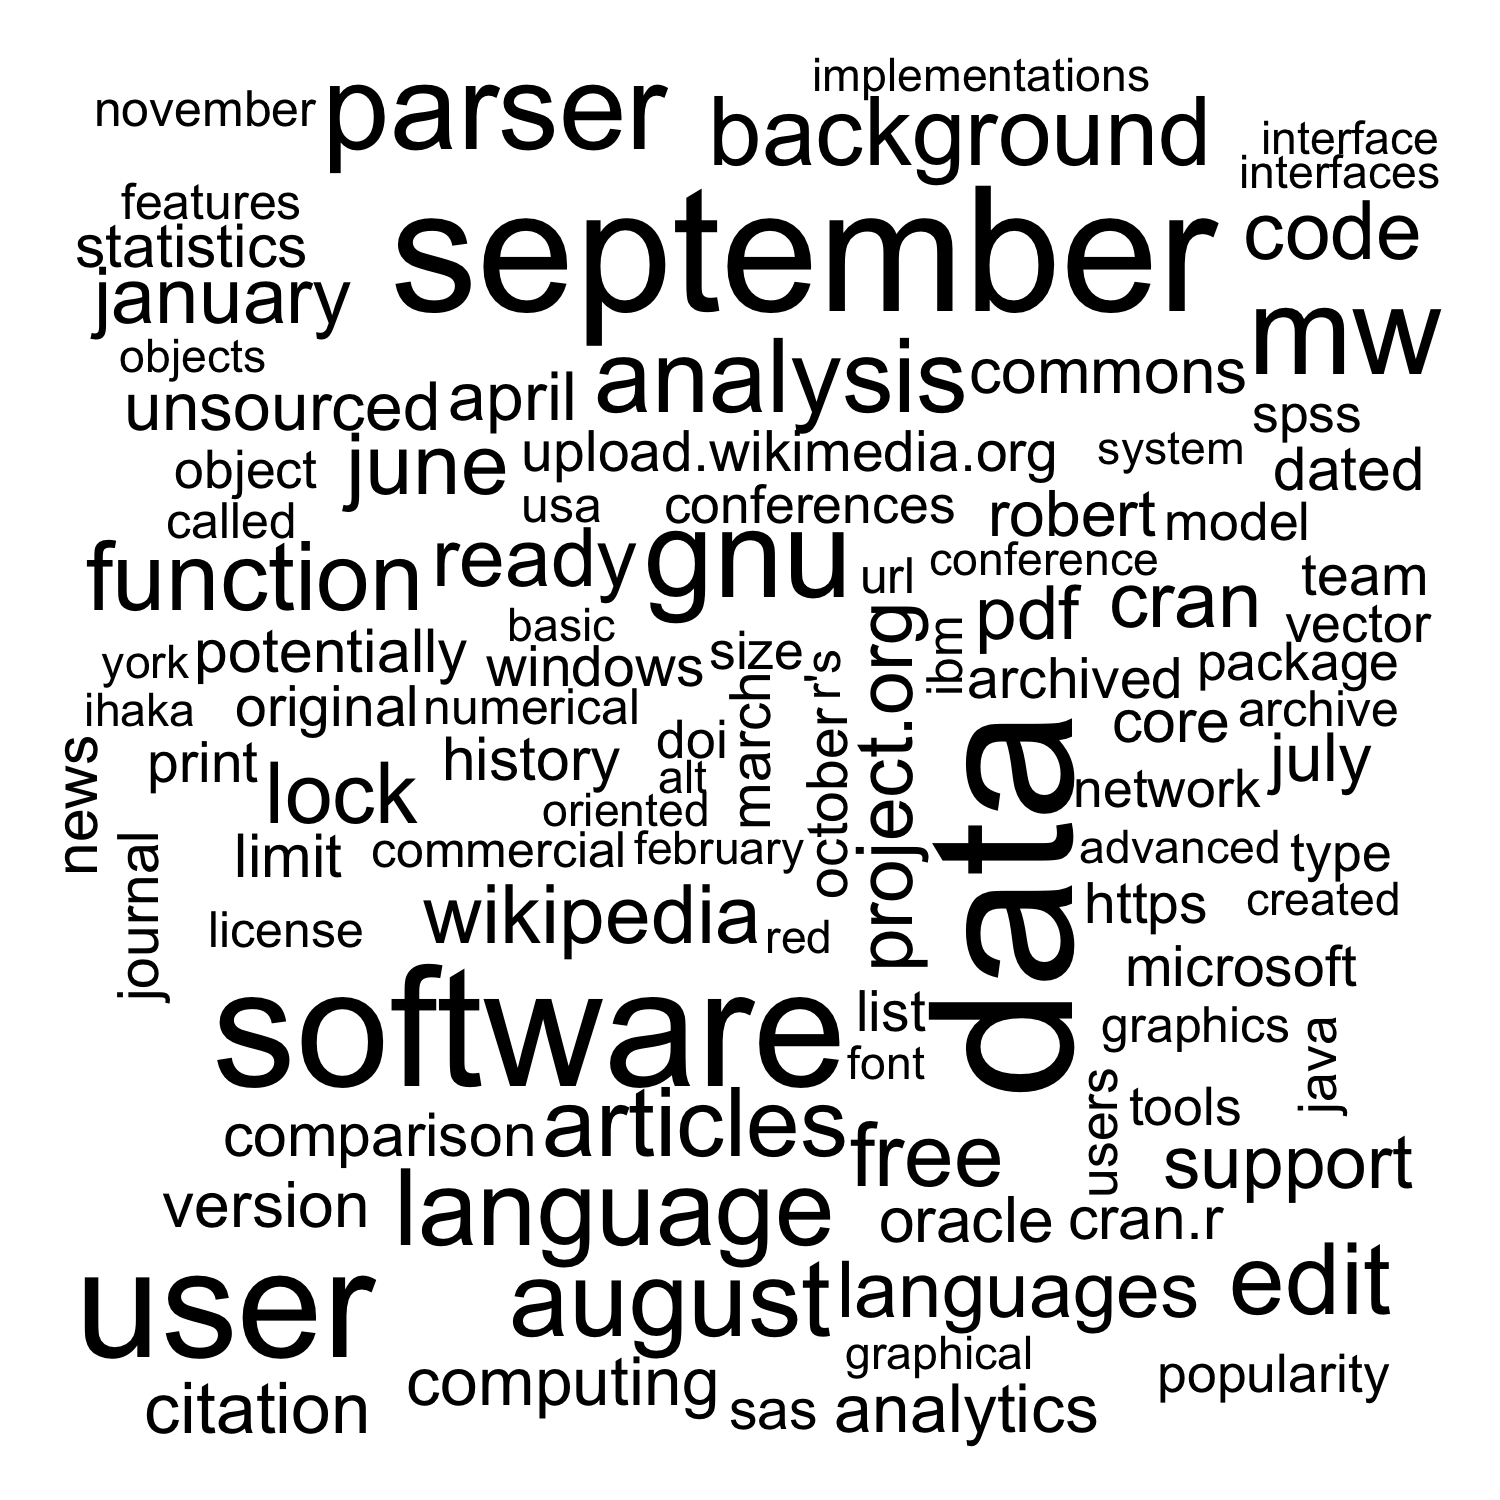 implementations
november parser background
interface
interfaces
features
september code
statistics
january
mw
objects
analysis commons
unsourced april
spss
june upload.wikimedia.org system
object dated
usa conferences
called robert model
function ready gnu
url conference
team
pdf cran
basic vector
york potentially windows size
project.org
ibm
archived package
ihaka original numerical
r's
march
core archive
news
print lock history doi
alt
july
october
data
network
oriented
journal
limit commercial february
advanced type
license wikipedia red
https created
microsoft
software list
graphics
java
font
users
tools
comparison articles free
support
version language oracle cran.r
user august languages edit
graphical
computing popularity
citation sas analytics